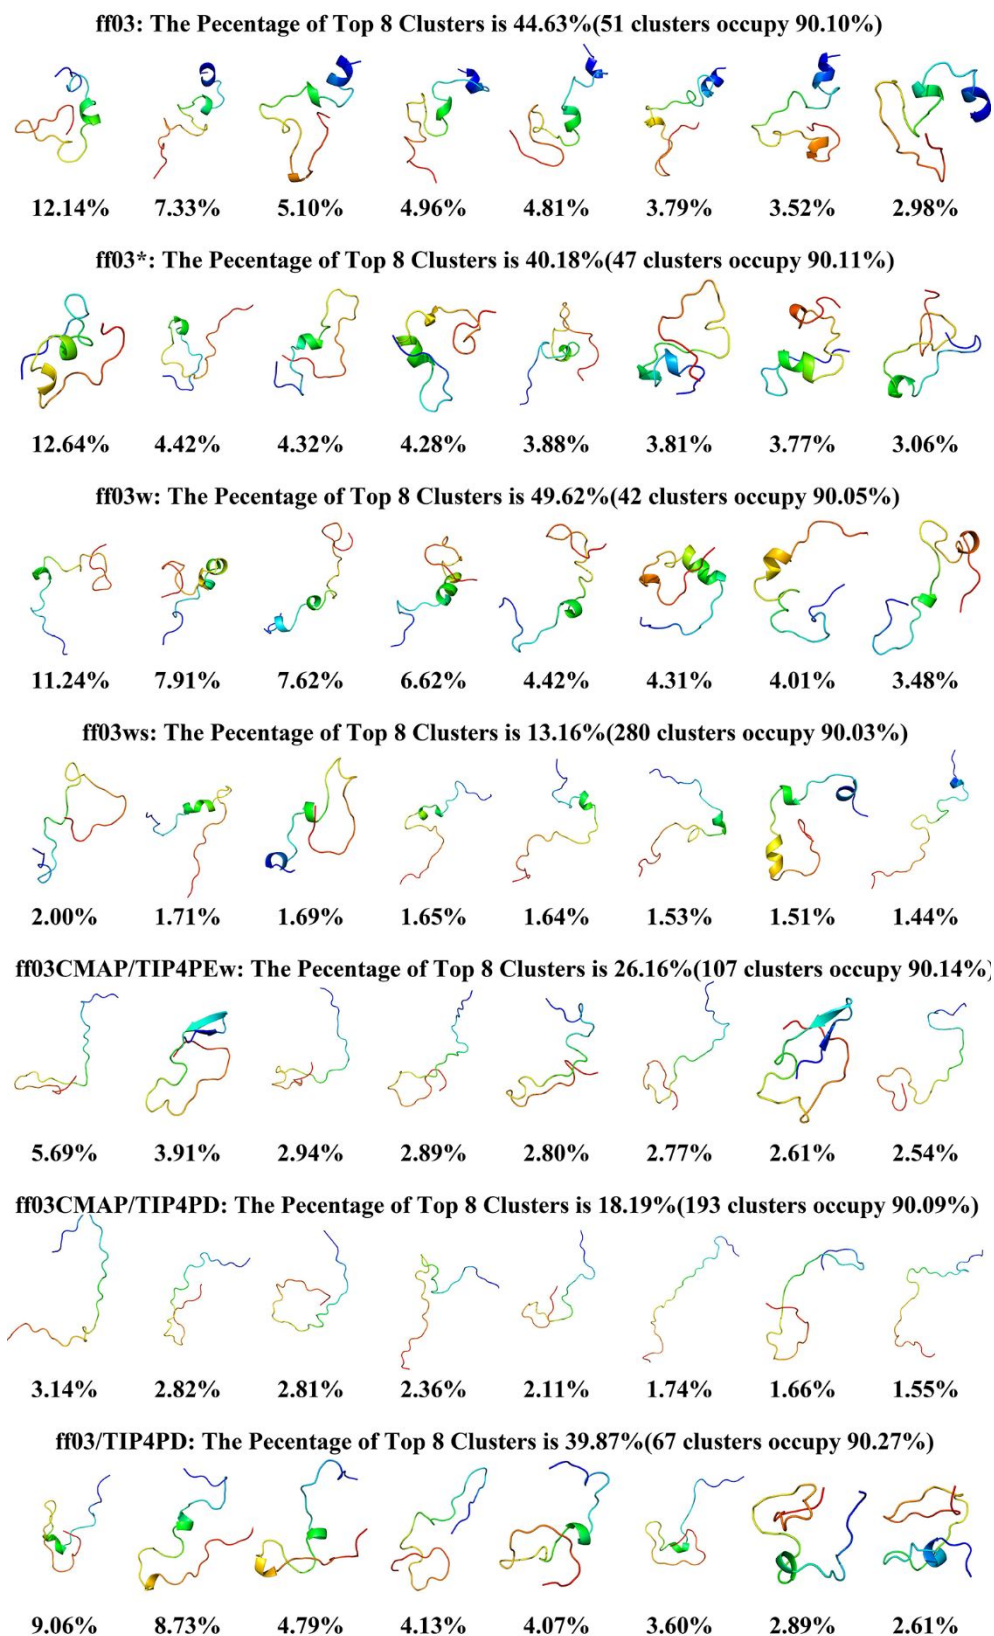 ff03: The Pecentage of Top 8 Clusters is 44.63%(51 clusters occupy 90.10%)
12.14% 7.33% 5.10% 4.96% 4.81% 3.79% 3.52% 2.98%
ff03*: The Pecentage of Top 8 Clusters is 40.18%(47 clusters occupy 90.11%)
12.64% 4.42% 4.32% 4.28% 3.88% 3.81% 3.77% 3.06%
ff03w: The Pecentage of Top 8 Clusters is 49.62%(42 clusters occupy 90.05%)
11.24% 7.91% 7.62% 6.62% 4.42% 4.31% 4.01% 3.48%
ff03ws: The Pecentage of Top 8 Clusters is 13.16%(280 clusters occupy 90.03%)
2.00% 1.71% 1.69% 1.65% 1.64% 1.53% 1.51% 1.44%
ff03CMAP/TIP4PEw: The Pecentage of Top 8 Clusters is 26.16%(107 clusters occupy 90.14%)
5.69% 3.91% 2.94% 2.89% 2.80% 2.77% 2.61% 2.54%
ff03CMAP/TIP4PD: The Pecentage of Top 8 Clusters is 18.19%(193 clusters occupy 90.09%)
3.14% 2.82% 2.81% 2.36% 2.11% 1.74% 1.66% 1.55%
ff03/TIP4PD: The Pecentage of Top 8 Clusters is 39.87%(67 clusters occupy 90.27%)
9.06% 8.73% 4.79% 4.13% 4.07% 3.60% 2.89% 2.61%